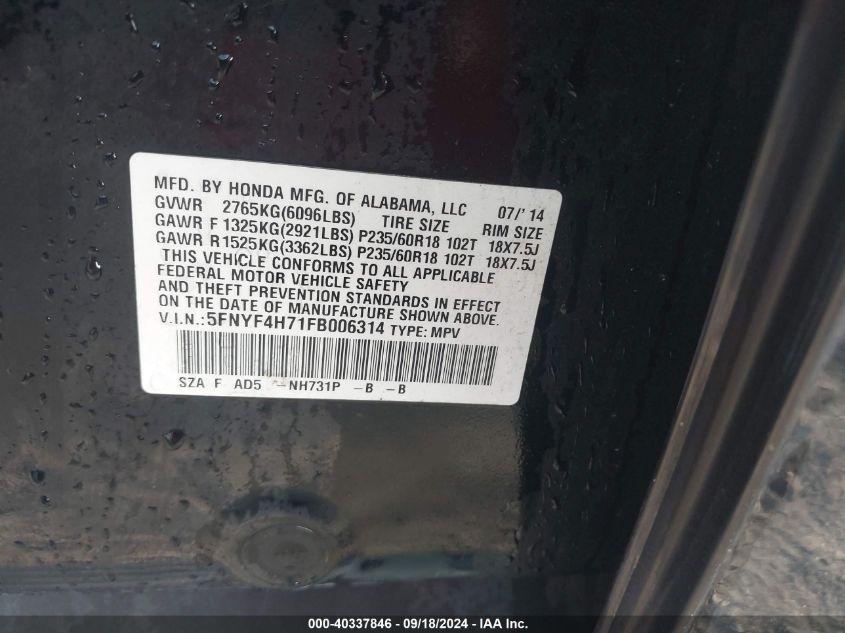 MFD. BY HONDA MFG. OF ALABAMA, LLC 07/'14
GVWR 2765KG(6096LBS) TIRE SIZE RIM SIZE
GAWR F 1325KG(2921LBS) P235/60R18 102T 18X7.5J
GAWR R1525KG(3362LBS) P235/60R18 102T 18X7.5J
THIS VEHICLE CONFORMS TO ALL APPLICABLE
FEDERAL MOTOR VEHICLE SAFETY
AND THEFT PREVENTION STANDARDS IN EFFECT
ON THE DATE OF MANUFACTURE SHOWN ABOVE.
V.I.N.:5FNYF4H71FB006314 TYPE: MPV
SZA F AD5 -NH731P -B -B
000-40337846 - 09/18/2024 - IAA Inc.